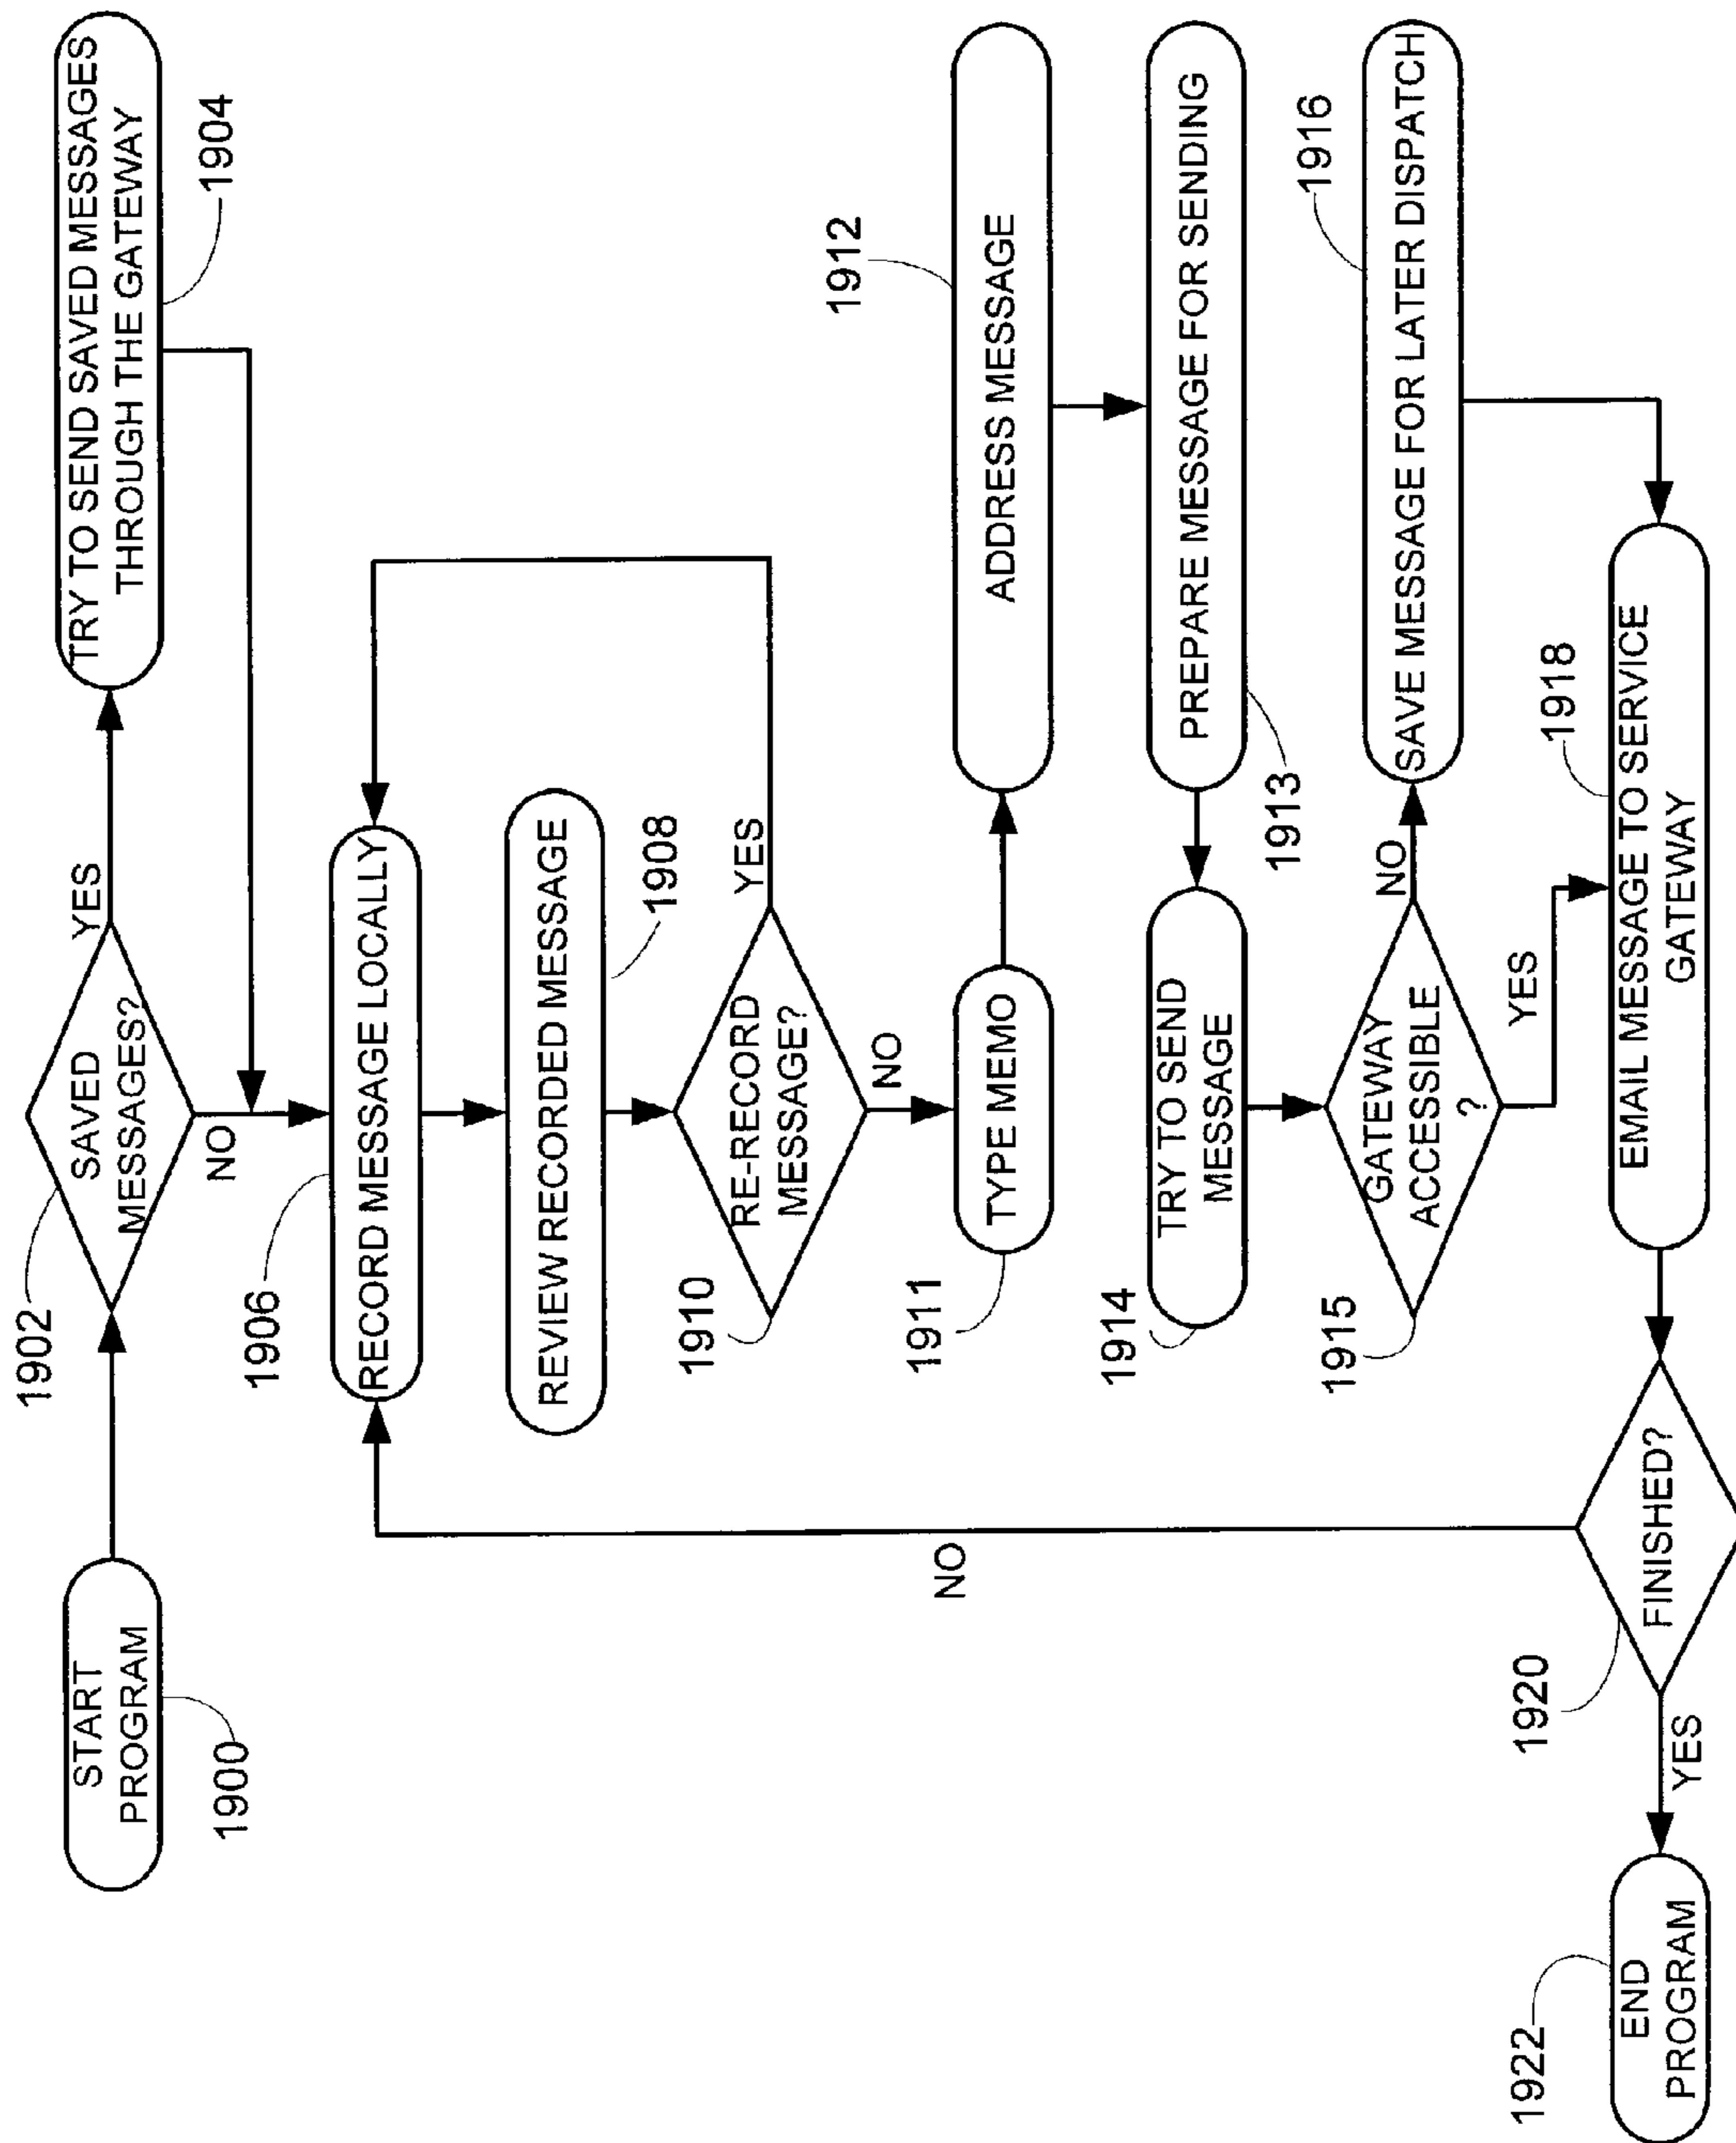 START
PROGRAM
1900
1902
SAVED
MESSAGES?
YES
NO
TRY TO SEND SAVED MESSAGES
THROUGH THE GATEWAY
1904
1906
RECORD MESSAGE LOCALLY
REVIEW RECORDED MESSAGE
1908
1910
RE-RECORD
MESSAGE?
YES
NO
1911
TYPE MEMO
1912
ADDRESS MESSAGE
PREPARE MESSAGE FOR SENDING
1913
1914
TRY TO SEND
MESSAGE
1915
GATEWAY
ACCESSIBLE
?
NO
YES
1916
SAVE MESSAGE FOR LATER DISPATCH
1918
EMAIL MESSAGE TO SERVICE
GATEWAY
1920
FINISHED?
NO
YES
1922
END
PROGRAM